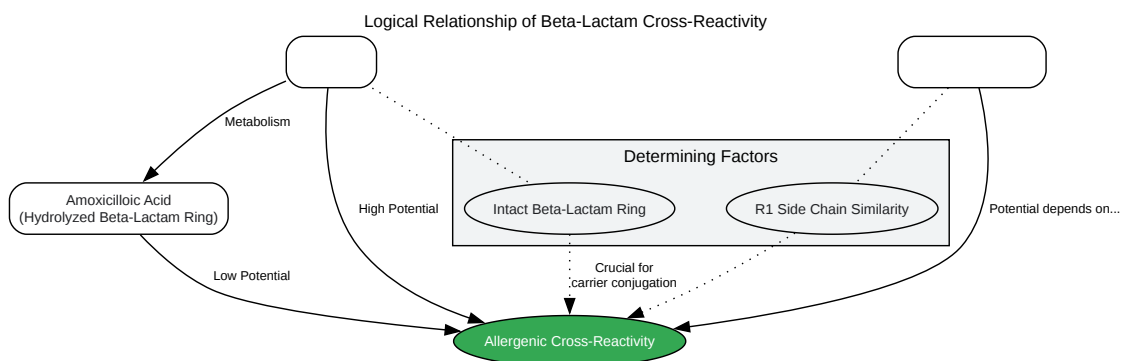 Logical Relationship of Beta-Lactam Cross-Reactivity
Metabolism
Determining Factors
Amoxicilloic Acid
(Hydrolyzed Beta-Lactam Ring)
High Potential
Intact Beta-Lactam Ring
R1 Side Chain Similarity
Potential depends on...
Low Potential
Crucial for
carrier conjugation
Allergenic Cross-Reactivity